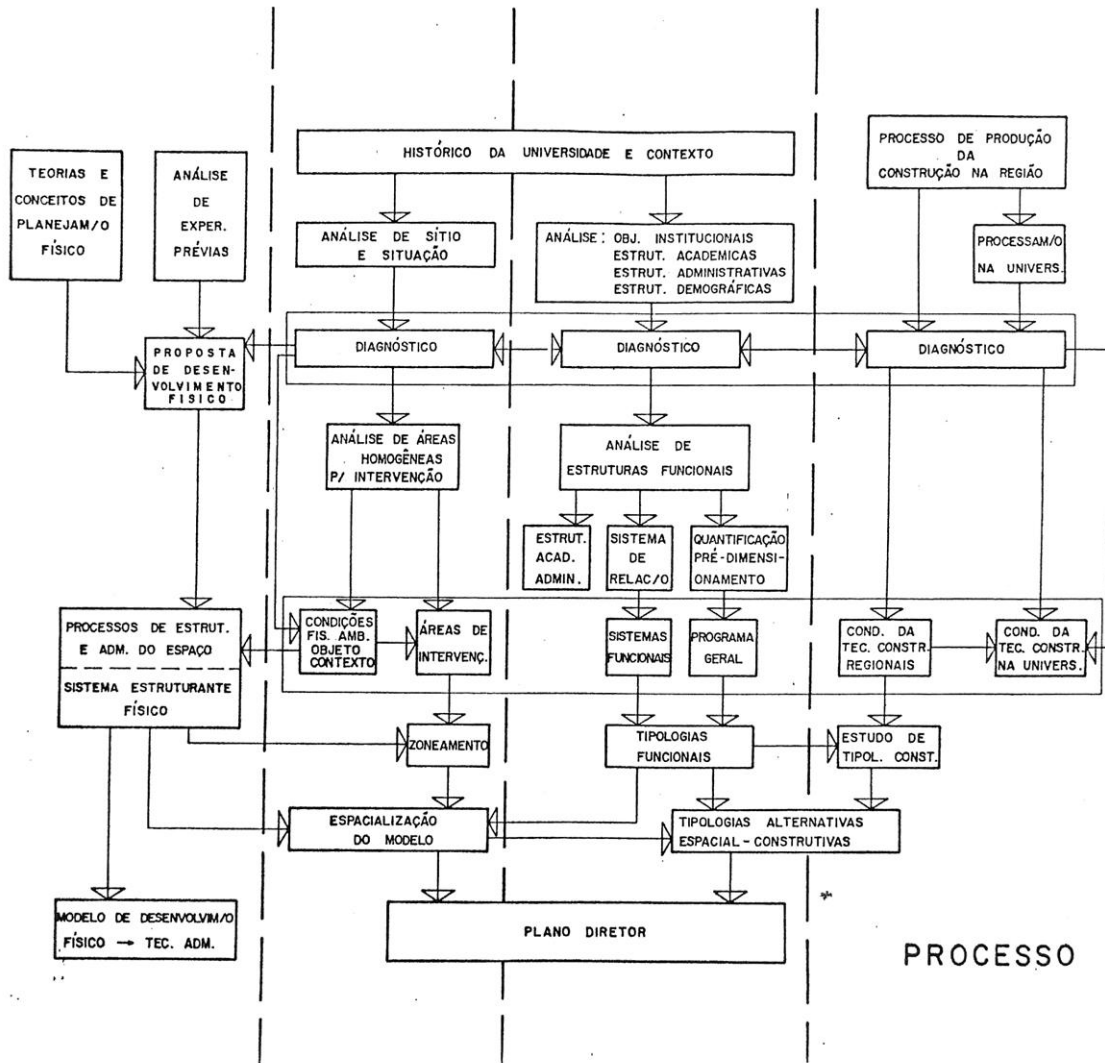 HISTÓRICO DA UNIVERSIDADE E CONTEXTO
PROCESSO DE PRODUÇÃO
DA
CONSTRUÇÃO NA REGIÃO
TEORIAS E
CONCEITOS DE
PLANEJAM/O
FÍSICO
ANÁLISE
DE
EXPER.
PRÉVIAS
ANÁLISE DE SÍTIO
E SITUAÇÃO
ANÁLISE: OBJ. INSTITUCIONAIS
ESTRUT. ACADEMICAS
ESTRUT. ADMINISTRATIVAS
ESTRUT. DEMOGRÁFICAS
PROCESSAM/O
NA UNIVERS.
PROPOSTA
DE DESEN-
VOLVIMENTO
FISICO
DIAGNÓSTICO
DIAGNÓSTICO
DIAGNÓSTICO
ANÁLISE DE ÁREAS
HOMOGÊNEAS
P/ INTERVENÇÃO
ANÁLISE DE
ESTRUTURAS FUNCIONAIS
ESTRUT.
ACAD.
ADMIN.
SISTEMA
DE
RELAC/O
QUANTIFICAÇÃO
PRÉ-DIMENSI-
ONAMENTO
PROCESSOS DE ESTRUT.
E ADM. DO ESPAÇO
SISTEMA ESTRUTURANTE
FÍSICO
CONDIÇÕES
FIS. AMB.
OBJETO
CONTEXTO
ÁREAS DE
INTERVENÇ.
SISTEMAS
FUNCIONAIS
PROGRAMA
GERAL
COND. DA
TEC. CONSTR.
REGIONAIS
COND. DA
TEC. CONSTR.
NA UNIVERS.
ZONEAMENTO
TIPOLOGIAS
FUNCIONAIS
ESTUDO DE
TIPOL. CONST.
ESPACIALIZAÇÃO
DO MODELO
TIPOLOGIAS ALTERNATIVAS
ESPACIAL-CONSTRUTIVAS
MODELO DE DESENVOLVIM/O
FÍSICO → TEC. ADM.
PLANO DIRETOR
PROCESSO